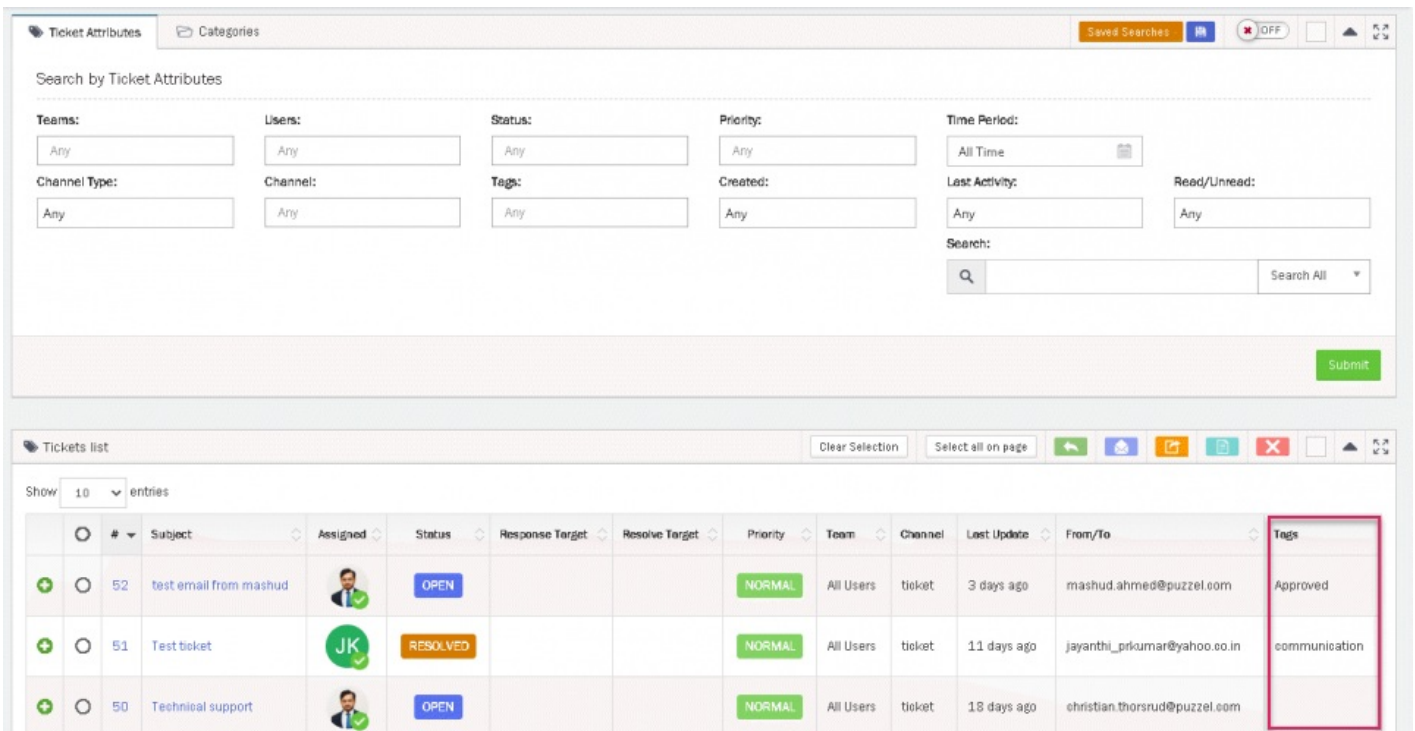 Ticket Attributes Categories Saved Searches OFF
Search by Ticket Attributes
Teams: Users: Status: Priority: Time Period:
Any Any Any Any All Time
Channel Type: Channel: Tags: Created: Last Activity: Read/Unread:
Any Any Any Any Any Any
Search:
Search All
Submit
Tickets list Clear Selection Select all on page
Show 10 entries
# Subject Assigned Status Response Target Resolve Target Priority Team Channel Last Update From/To Tags
52 test email from mashud OPEN NORMAL All Users ticket 3 days ago mashud.ahmed@puzzel.com Approved
51 Test ticket JK RESOLVED NORMAL All Users ticket 11 days ago jayanthi_prkumar@yahoo.co.in communication
50 Technical support OPEN NORMAL All Users ticket 18 days ago christian.thorsrud@puzzel.com